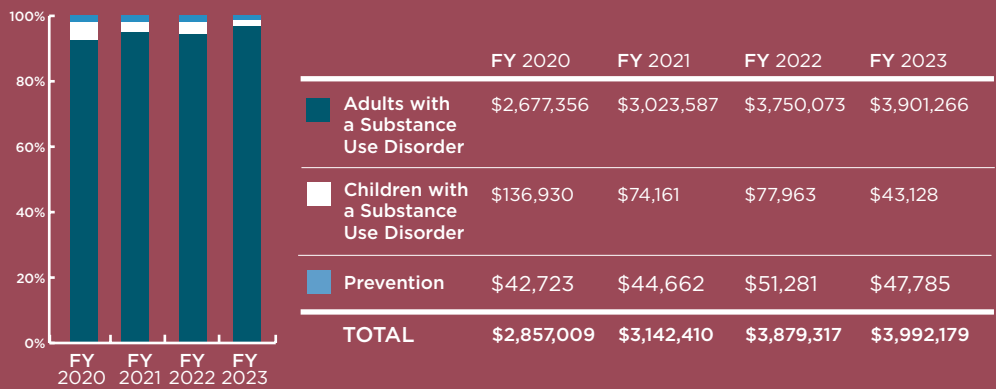 100%
80%
60%
40%
20%
0%
FY FY FY FY
2020 2021 2022 2023
FY 2020 FY 2021 FY 2022 FY 2023
Adults with $2,677,356 $3,023,587 $3,750,073 $3,901,266
a Substance
Use Disorder
Children with $136,930 $74,161 $77,963 $43,128
a Substance
Use Disorder
Prevention $42,723 $44,662 $51,281 $47,785
TOTAL $2,857,009 $3,142,410 $3,879,317 $3,992,179